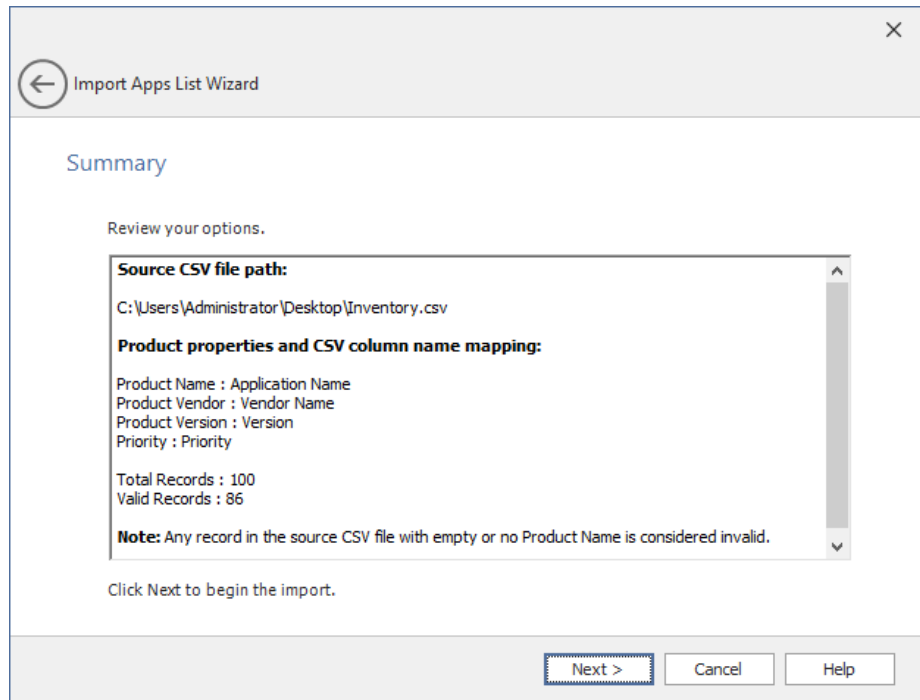 Import Apps List Wizard
Summary
Review your options.
Source CSV file path:
C:\Users\Administrator\Desktop\Inventory.csv
Product properties and CSV column name mapping:
Product Name : Application Name
Product Vendor : Vendor Name
Product Version : Version
Priority : Priority
Total Records : 100
Valid Records : 86
Note: Any record in the source CSV file with empty or no Product Name is considered invalid.
Click Next to begin the import.
Next > Cancel Help